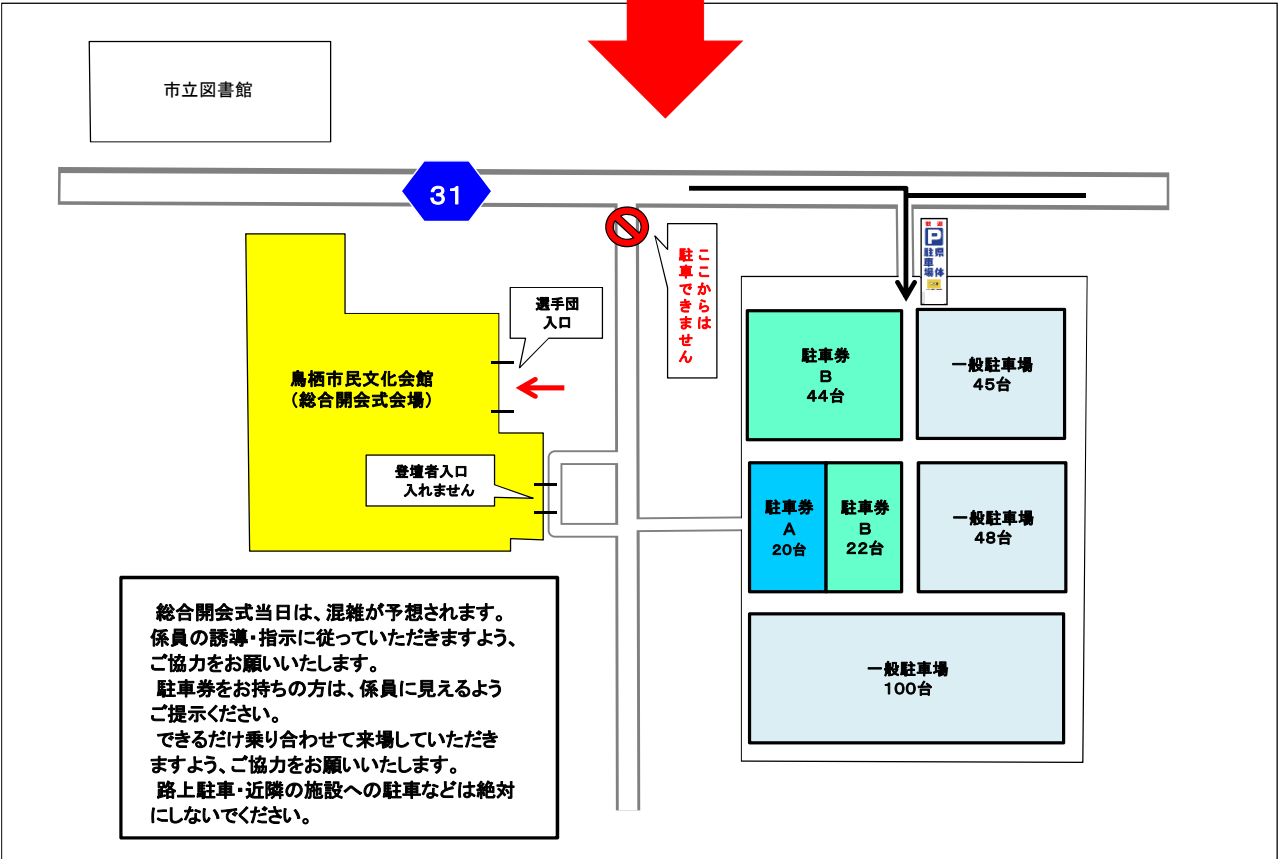 市立図書館
31
ここからは
駐車できません
P
県体
駐車場
選手団
入口
鳥栖市民文化会館
（総合開会式会場）
登壇者入口
入れません
駐車券
B
44台
一般駐車場
45台
駐車券
A
20台
駐車券
B
22台
一般駐車場
48台
一般駐車場
100台
総合開会式当日は、混雑が予想されます。
係員の誘導・指示に従っていただきますよう、
ご協力をお願いいたします。
駐車券をお持ちの方は、係員に見えるよう
ご提示ください。
できるだけ乗り合わせて来場していただき
ますよう、ご協力をお願いいたします。
路上駐車・近隣の施設への駐車などは絶対
にしないでください。